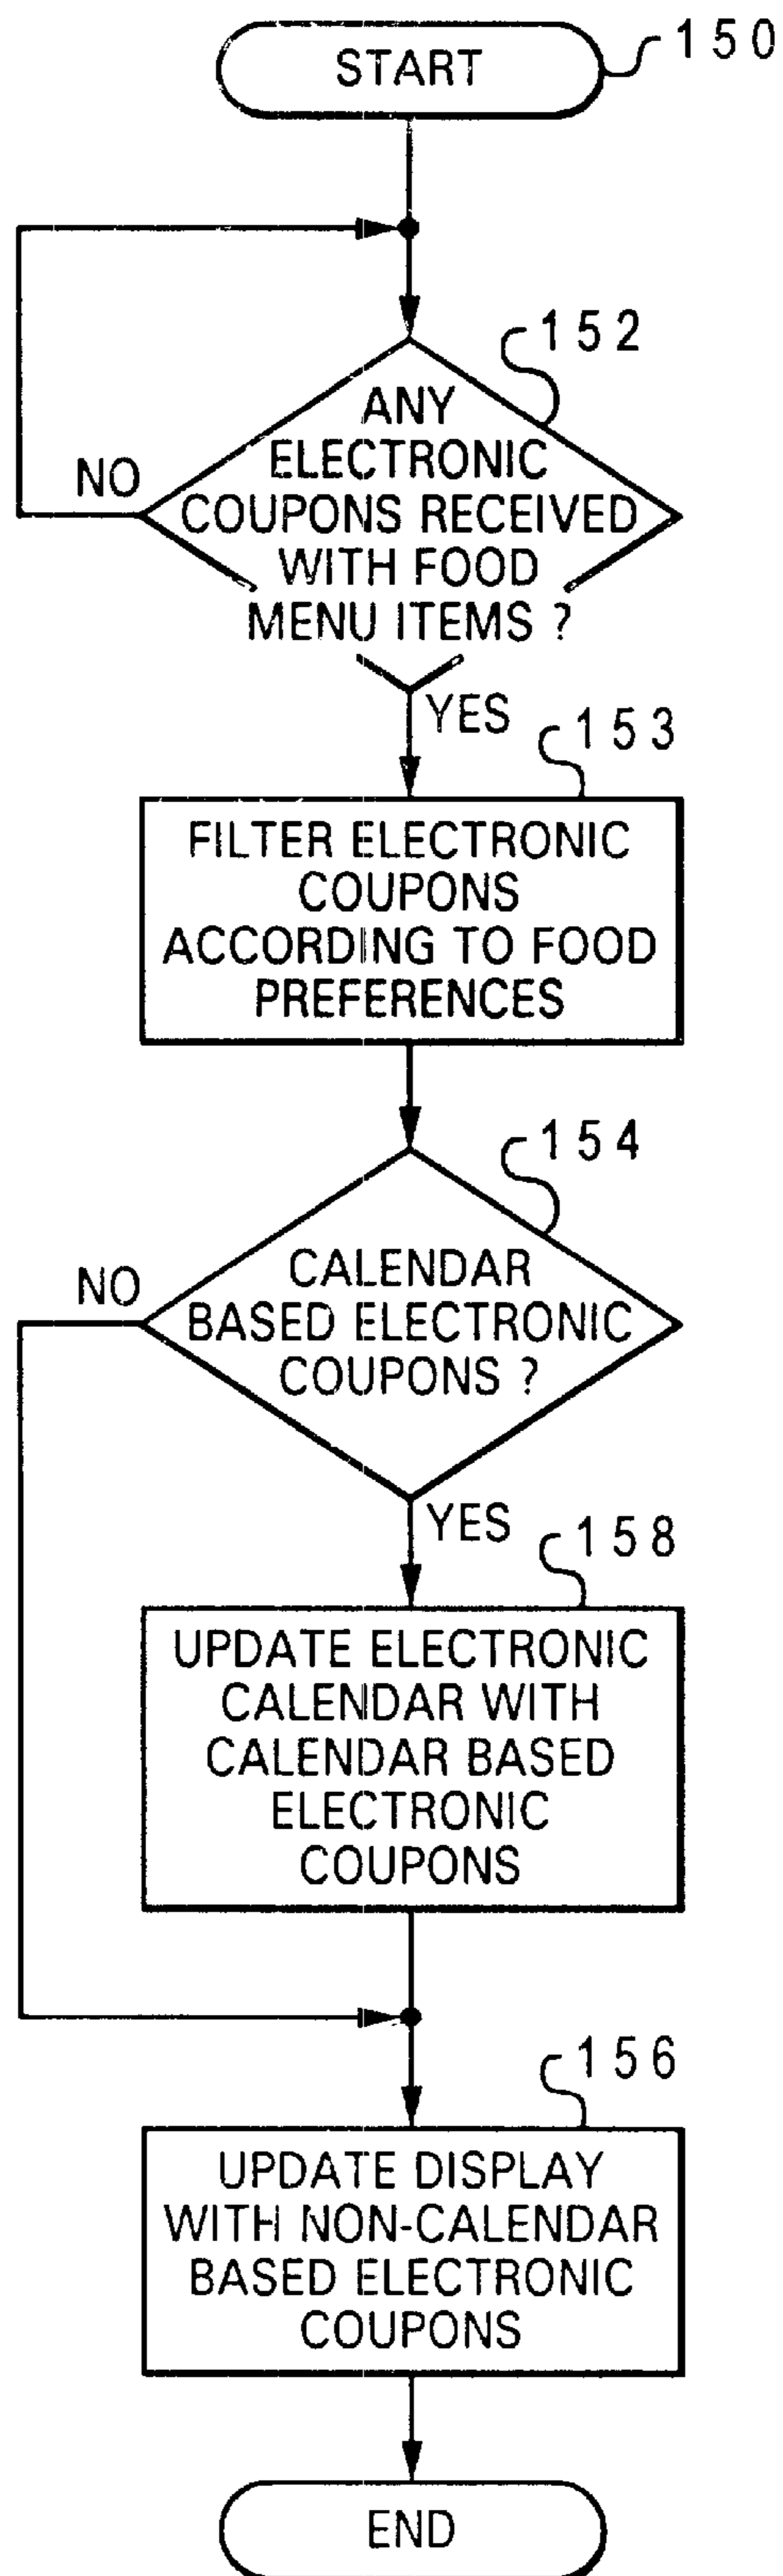 START
150
152
ANY
ELECTRONIC
COUPONS RECEIVED
WITH FOOD
MENU ITEMS ?
NO
YES
153
FILTER ELECTRONIC
COUPONS
ACCORDING TO FOOD
PREFERENCES
154
CALENDAR
BASED ELECTRONIC
COUPONS ?
NO
YES
158
UPDATE ELECTRONIC
CALENDAR WITH
CALENDAR BASED
ELECTRONIC
COUPONS
156
UPDATE DISPLAY
WITH NON-CALENDAR
BASED ELECTRONIC
COUPONS
END